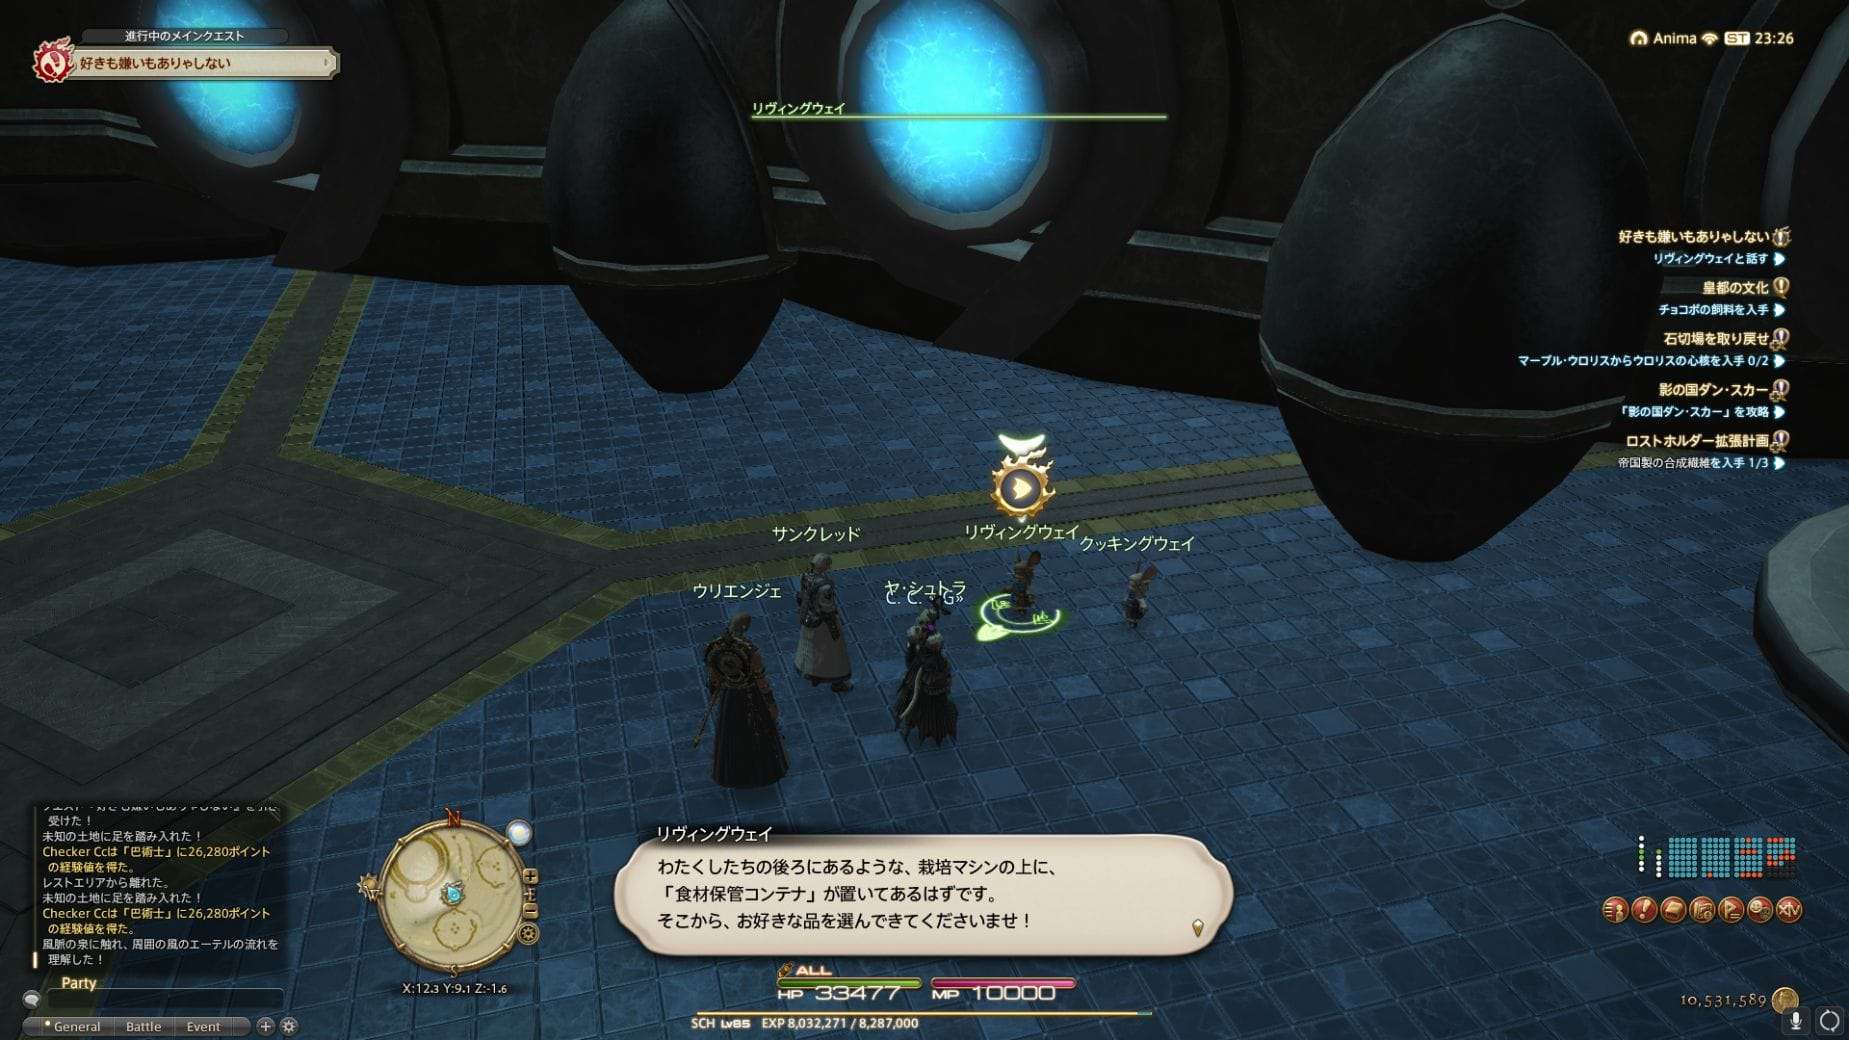 進行中のメインクエスト
好きも嫌いもありゃしない
Anima ST 23:26
リヴィングウェイ
好きも嫌いもありゃしない
リヴィングウェイと話す
皇都の文化
チョコボの飼料を入手
石切場を取り戻せ
マーブル・ウロリスからウロリスの心核を入手 0/2
影の国ダン・スカー
「影の国ダン・スカー」を攻略
ロストホルダー拡張計画
帝国製の合成繊維を入手 1/3
サンクレッド
リヴィングウェイ
クッキングウェイ
ウリエンジェ
ヤ・シュトラ
C. C. «G»
受けた！
未知の土地に足を踏み入れた！
Checker Ccは「巴術士」に26,280ポイント
の経験値を得た。
レストエリアから離れた。
未知の土地に足を踏み入れた！
Checker Ccは「巴術士」に26,280ポイント
の経験値を得た。
風脈の泉に触れ、周囲の風のエーテルの流れを
理解した！
Party
General Battle Event
N
S
X:12.3 Y:9.1 Z:-1.6
リヴィングウェイ
わたくしたちの後ろにあるような、栽培マシンの上に、
「食材保管コンテナ」が置いてあるはずです。
そこから、お好きな品を選んできてくださいませ！
ALL
HP 33477 MP 10000
SCH Lv85 EXP 8,032,271 / 8,287,000
XIV
10,531,589